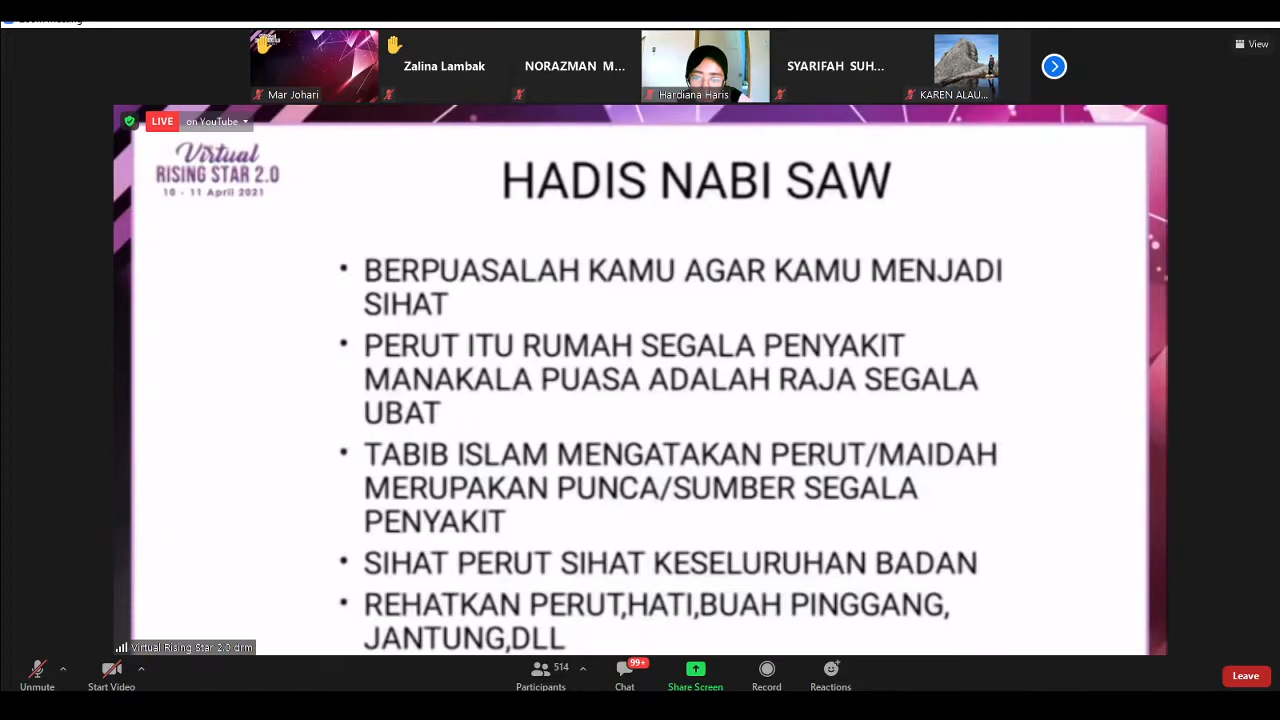 View
Zalina Lambak
NORAZMAN M...
SYARIFAH SUH...
Mar Johari
Hardiana Haris
KAREN ALAU...
LIVE on YouTube
Virtual
RISING STAR 2.0
10 - 11 April 2021
HADIS NABI SAW
• BERPUASALAH KAMU AGAR KAMU MENJADI
SIHAT
• PERUT ITU RUMAH SEGALA PENYAKIT
MANAKALA PUASA ADALAH RAJA SEGALA
UBAT
• TABIB ISLAM MENGATAKAN PERUT/MAIDAH
MERUPAKAN PUNCA/SUMBER SEGALA
PENYAKIT
• SIHAT PERUT SIHAT KESELURUHAN BADAN
• REHATKAN PERUT,HATI,BUAH PINGGANG,
JANTUNG,DLL
Virtual Rising Star 2.0 drm
514
99+
Unmute
Start Video
Participants
Chat
Share Screen
Record
Reactions
Leave